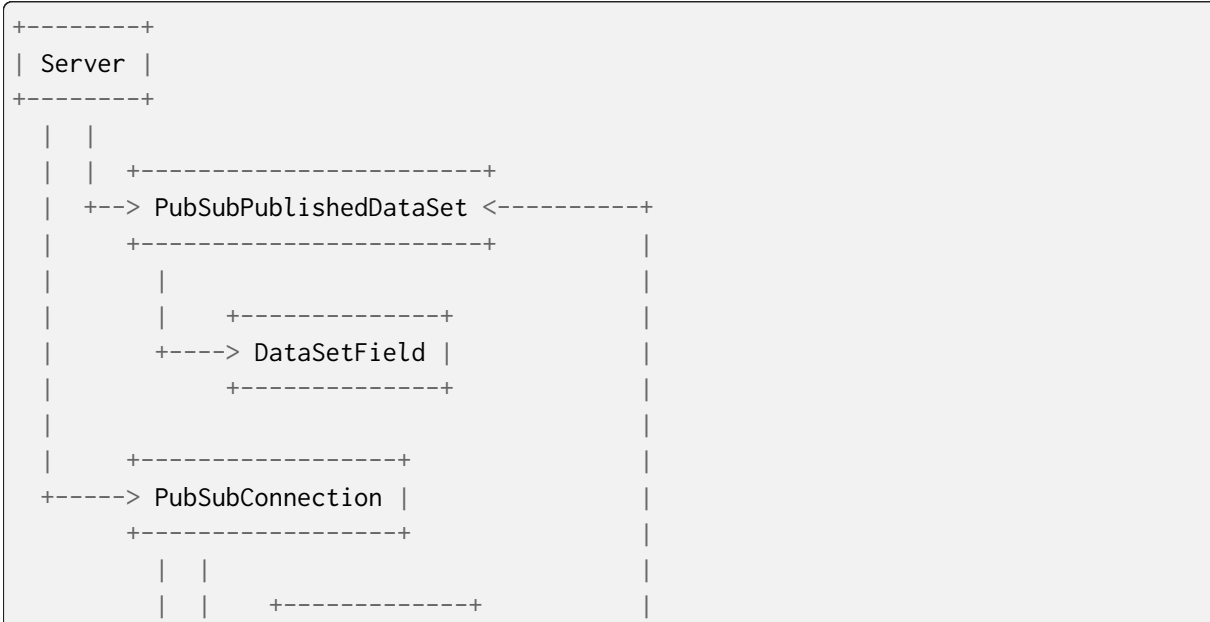 +--------+
| Server |
+--------+
  |  |
  |  |  +------------------------+
  |  +--> PubSubPublishedDataSet <----------+
  |     +------------------------+          |
  |       |                                 |
  |       |    +--------------+             |
  |       +----> DataSetField |             |
  |            +--------------+             |
  |                                         |
  |     +------------------+                |
  +-----> PubSubConnection |                |
        +------------------+                |
          |  |                              |
          |  |    +-------------+           |